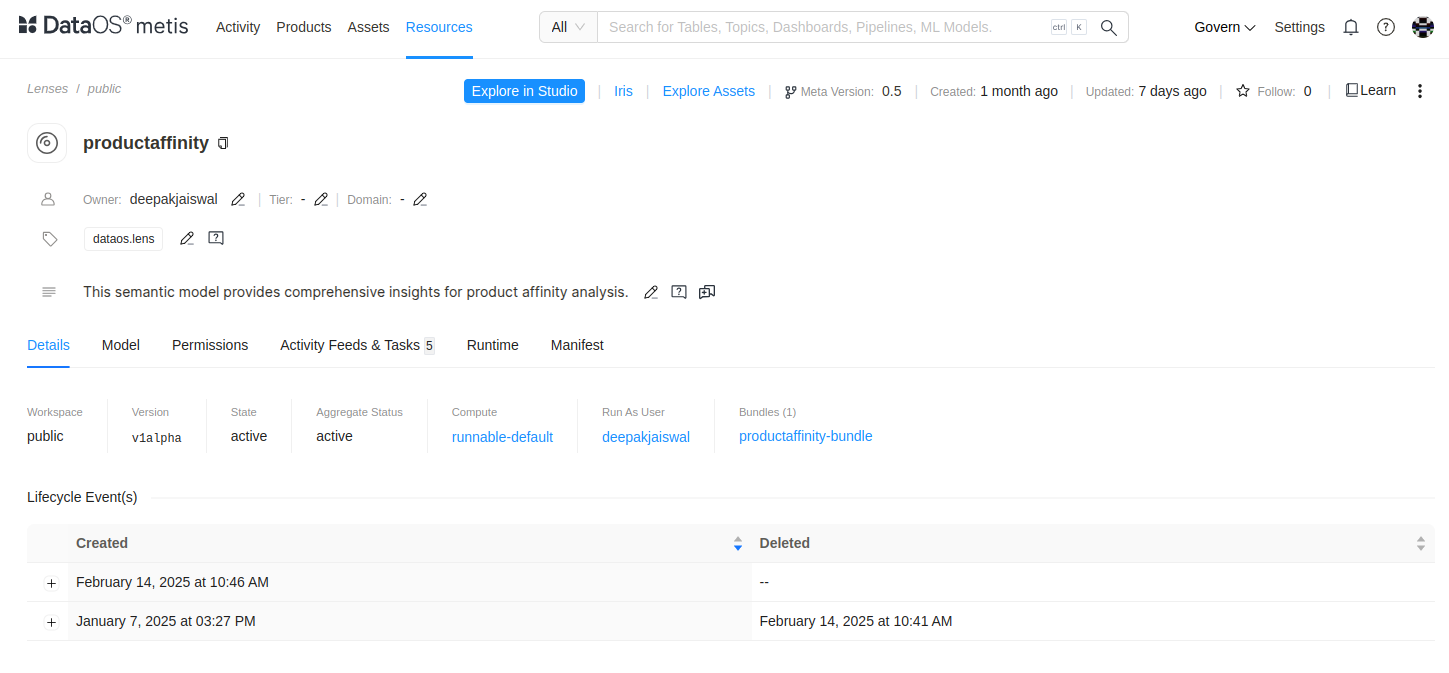 DataOS® metis Activity Products Assets Resources All Search for Tables, Topics, Dashboards, Pipelines, ML Models. ctrl K Govern Settings
Lenses / public Explore in Studio | Iris | Explore Assets | Meta Version: 0.5 | Created: 1 month ago | Updated: 7 days ago | Follow: 0 | Learn
productaffinity
Owner: deepakjaiswal | Tier: - | Domain: -
dataos.lens
This semantic model provides comprehensive insights for product affinity analysis.
Details Model Permissions Activity Feeds & Tasks 5 Runtime Manifest
Workspace Version State Aggregate Status Compute Run As User Bundles (1)
public v1alpha active active runnable-default deepakjaiswal productaffinity-bundle
Lifecycle Event(s)
Created Deleted
February 14, 2025 at 10:46 AM --
January 7, 2025 at 03:27 PM February 14, 2025 at 10:41 AM